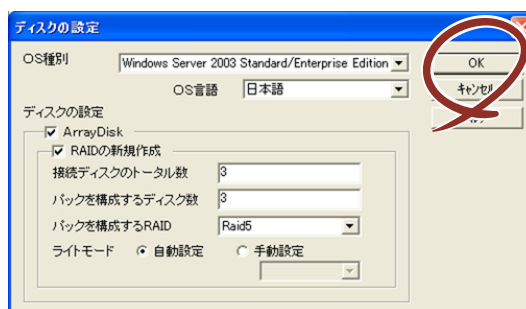 ディスクの設定
OS種別 Windows Server 2003 Standard/Enterprise Edition OK
OS言語 日本語 キャンセル
ディスクの設定
ArrayDisk
RAIDの新規作成
接続ディスクのトータル数 3
パックを構成するディスク数 3
パックを構成するRAID Raid5
ライトモード 自動設定 手動設定